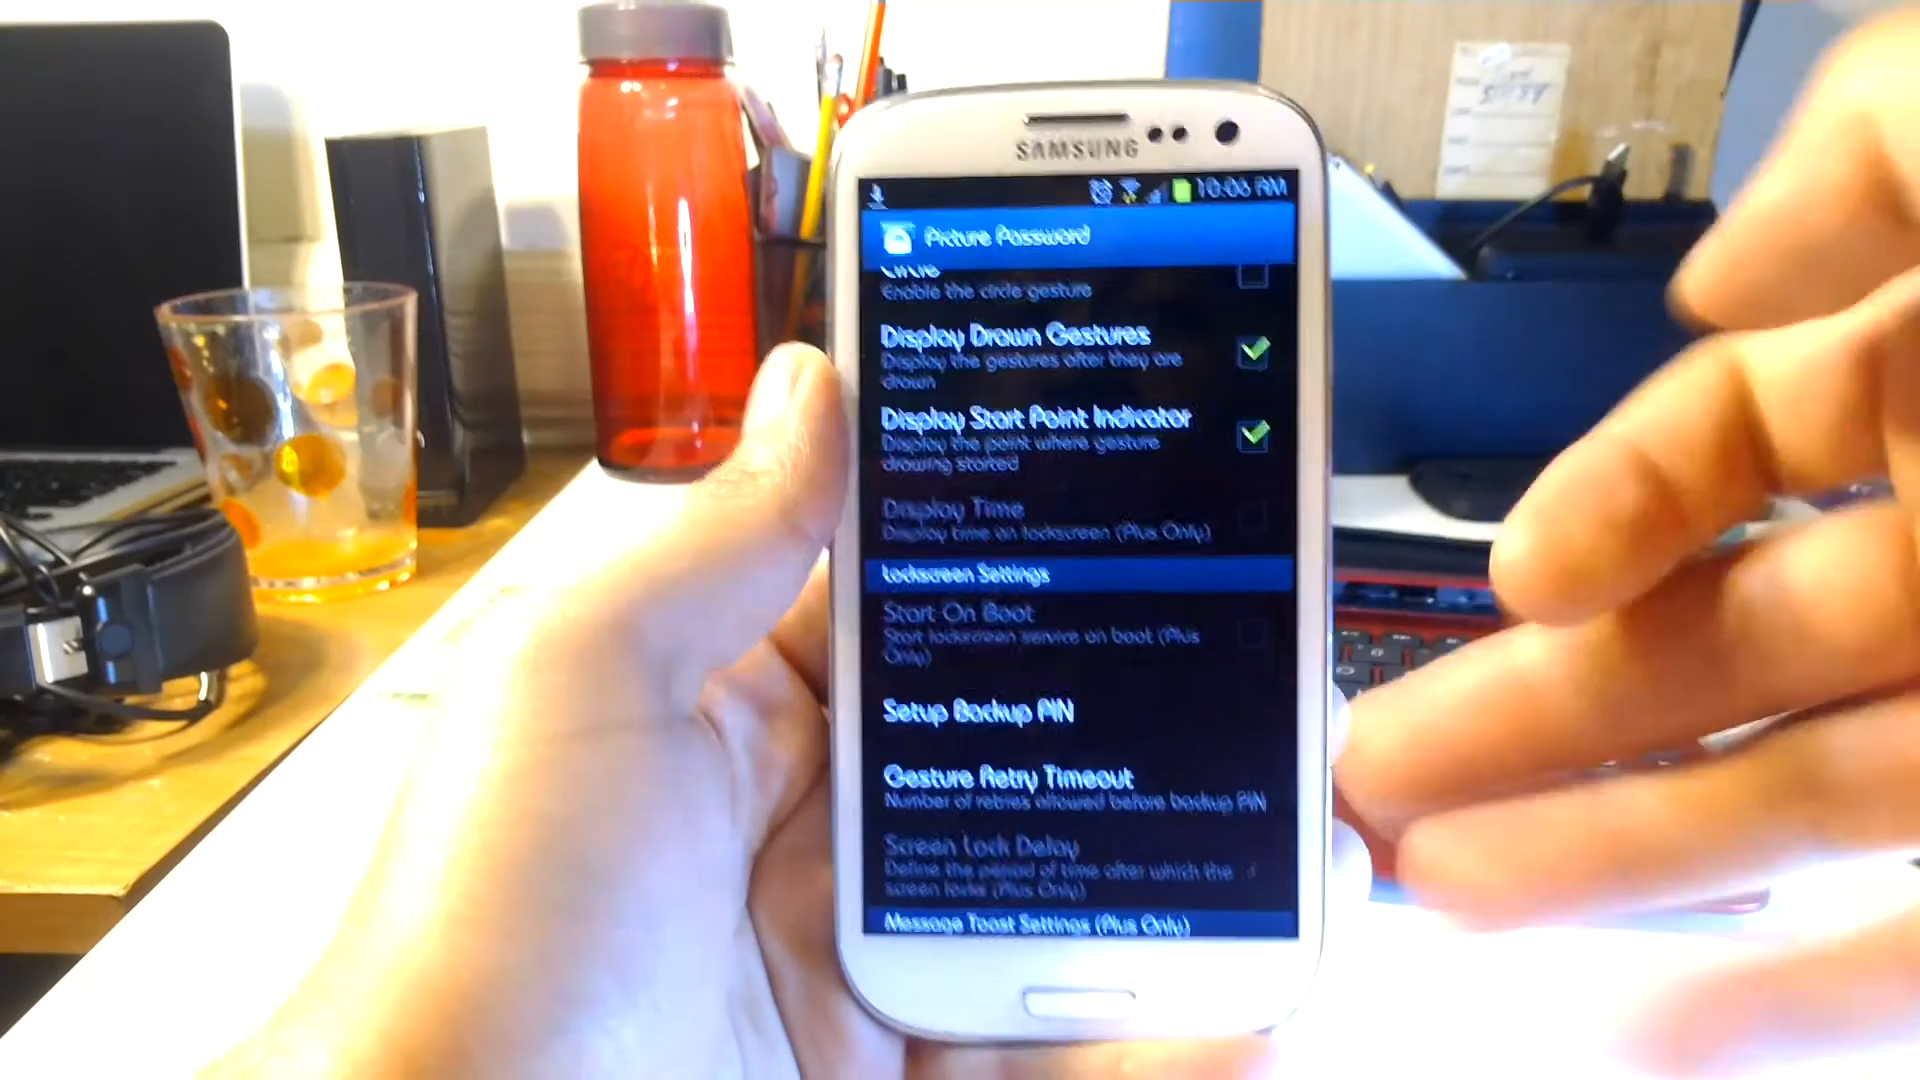 SAMSUNG
10:06 AM
Picture Password
Circle
Enable the circle gesture
Display Drawn Gestures
Display the gestures after they are
drawn
Display Start Point Indicator
Display the point where gesture
drawing started
Display Time
Display time on lockscreen (Plus Only)
Lockscreen Settings
Start On Boot
Start lockscreen service on boot (Plus
Only)
Setup Backup PIN
Gesture Retry Timeout
Number of retries allowed before backup PIN
Screen Lock Delay
Define the period of time after which the
screen locks (Plus Only)
Message Toast Settings (Plus Only)